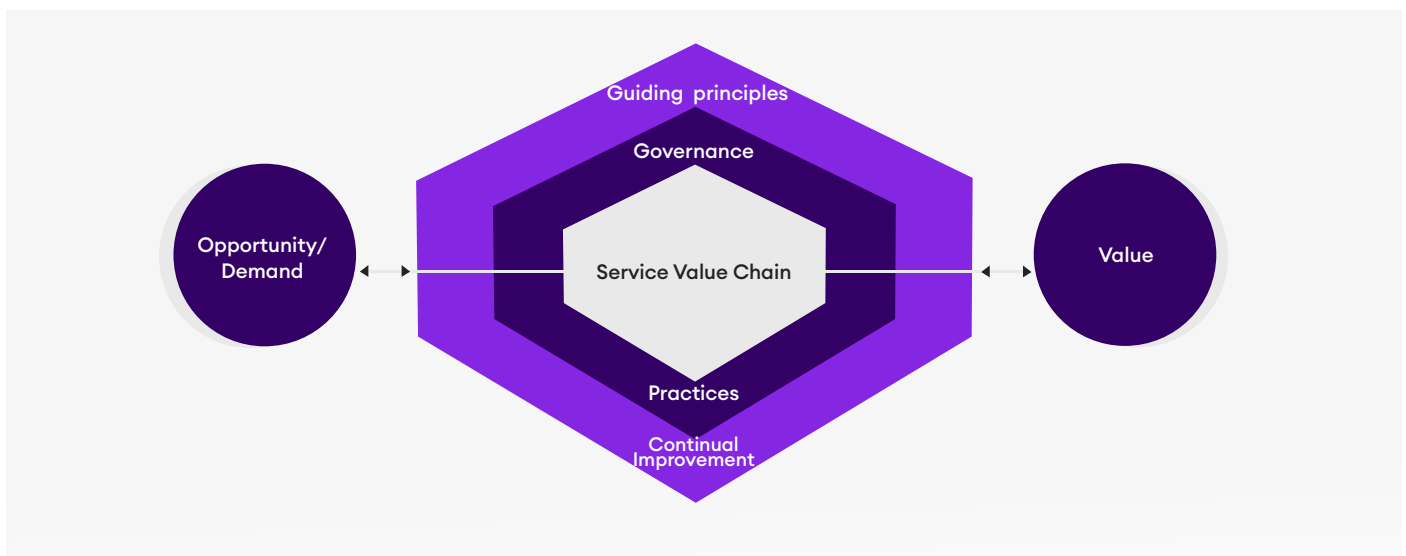 Guiding principles
Governance
Opportunity/
Demand
Service Value Chain
Value
Practices
Continual
Improvement